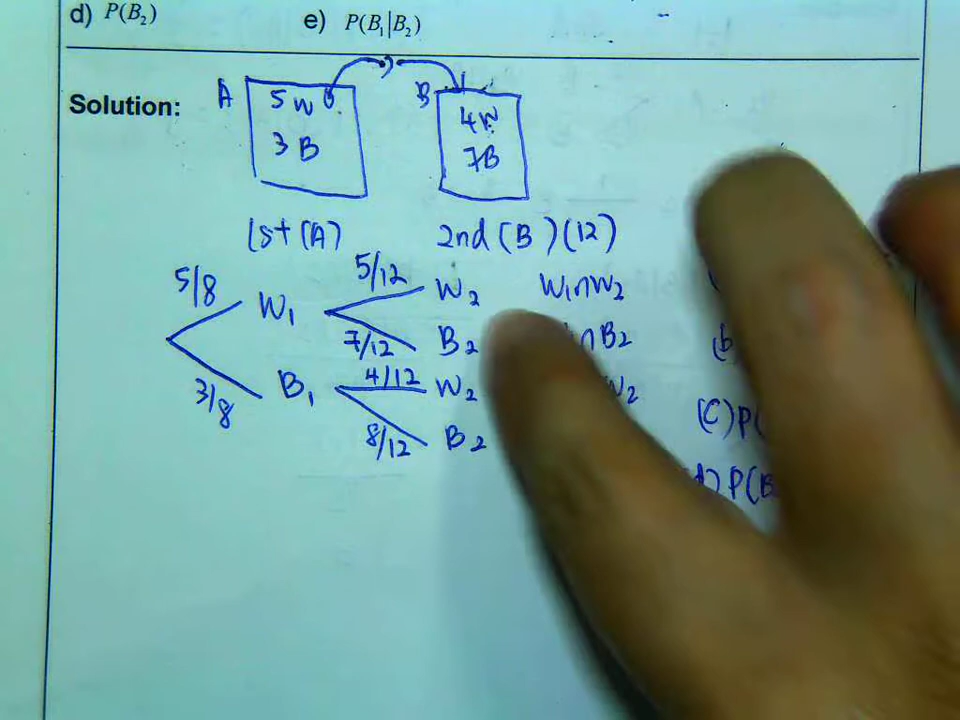 d) P(B₂) e) P(B₁|B₂)
Solution: A 5W B 4W
3B 7B
1st (A) 2nd (B)(12)
5/8 W₁ 5/12 W₂ W₁∩W₂
7/12 B₂ ∩B₂ (b
3/8 B₁ 4/12 W₂ W₂ (c) P(
8/12 B₂ d) P(B